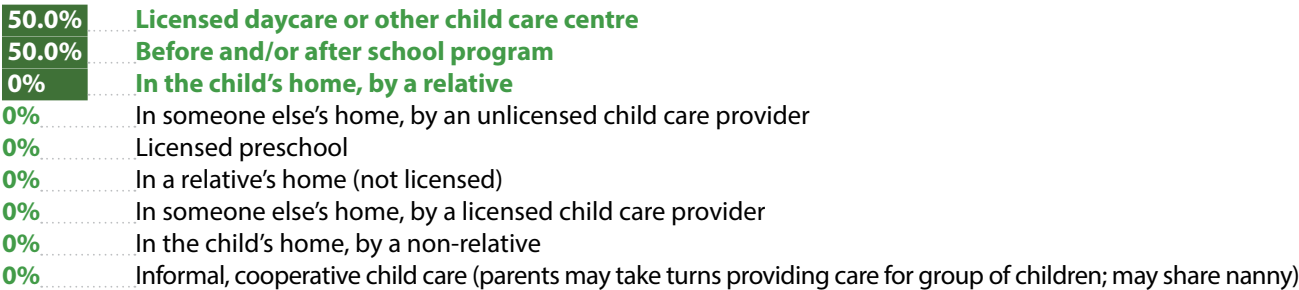 50.0% Licensed daycare or other child care centre
50.0% Before and/or after school program
0% In the child’s home, by a relative
0% In someone else’s home, by an unlicensed child care provider
0% Licensed preschool
0% In a relative’s home (not licensed)
0% In someone else’s home, by a licensed child care provider
0% In the child’s home, by a non-relative
0% Informal, cooperative child care (parents may take turns providing care for group of children; may share nanny)